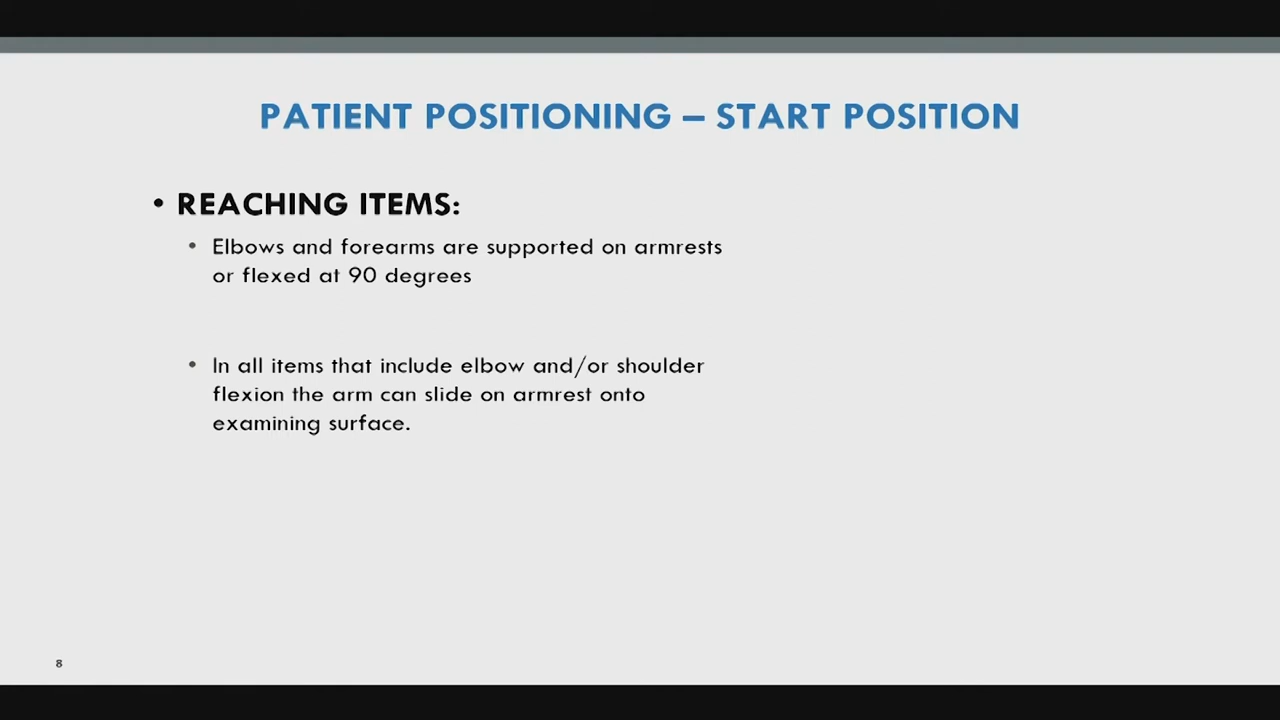 PATIENT POSITIONING – START POSITION
• REACHING ITEMS:
• Elbows and forearms are supported on armrests
or flexed at 90 degrees
• In all items that include elbow and/or shoulder
flexion the arm can slide on armrest onto
examining surface.
8